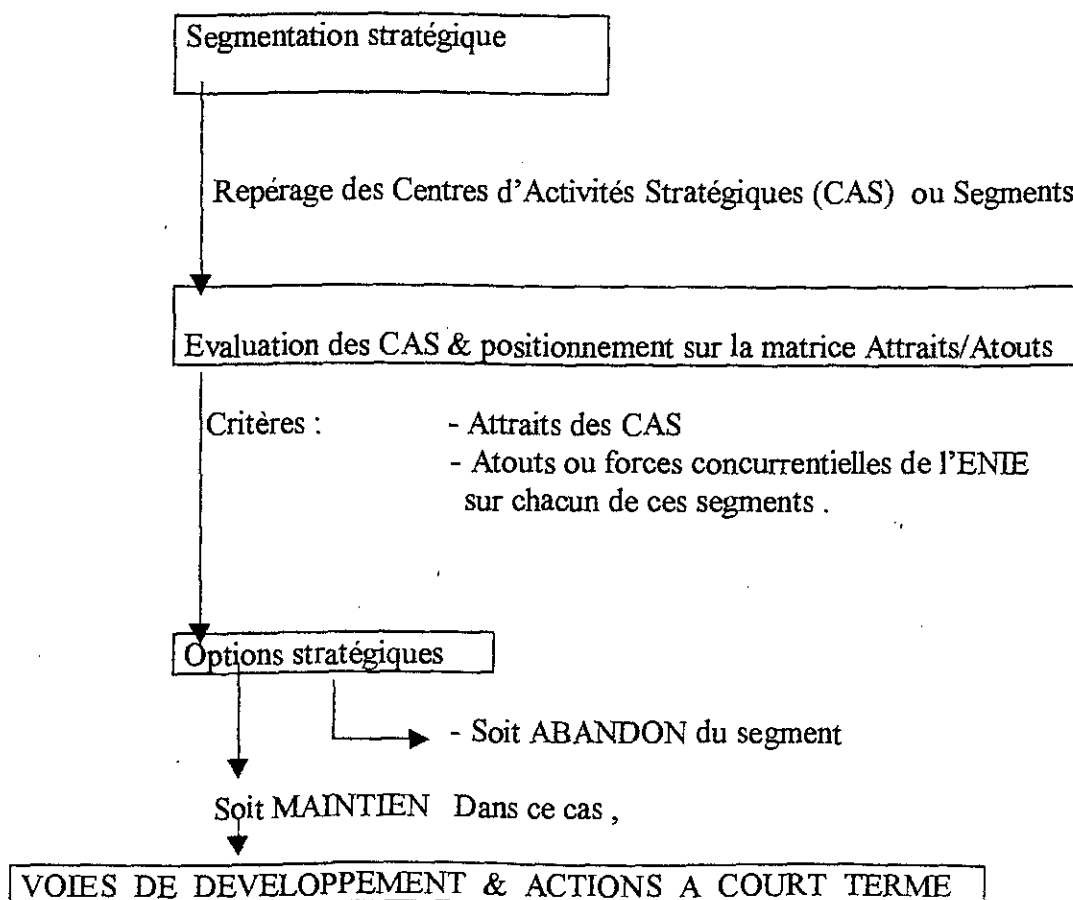 Segmentation stratégique
Repérage des Centres d'Activités Stratégiques (CAS) ou Segments
Evaluation des CAS & positionnement sur la matrice Attraits/Atouts
Critères : - Attraits des CAS
- Atouts ou forces concurrentielles de l'ENIE
sur chacun de ces segments .
Options stratégiques
- Soit ABANDON du segment
Soit MAINTIEN Dans ce cas ,
VOIES DE DEVELOPPEMENT & ACTIONS A COURT TERME